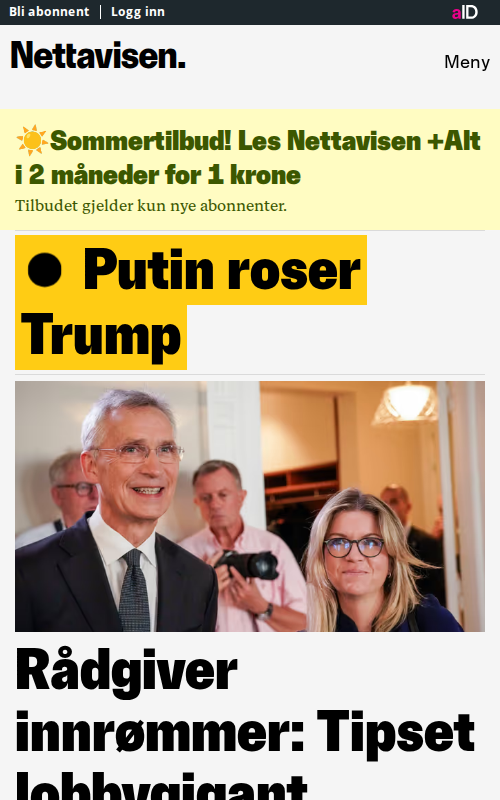 Bli abonnent
Logg inn
aID
Nettavisen.
Meny
Sommertilbud! Les Nettavisen +Alt
i 2 måneder for 1 krone
Tilbudet gjelder kun nye abonnenter.
Putin roser
Trump
Rådgiver
innrømmer: Tipset
lobbygigant